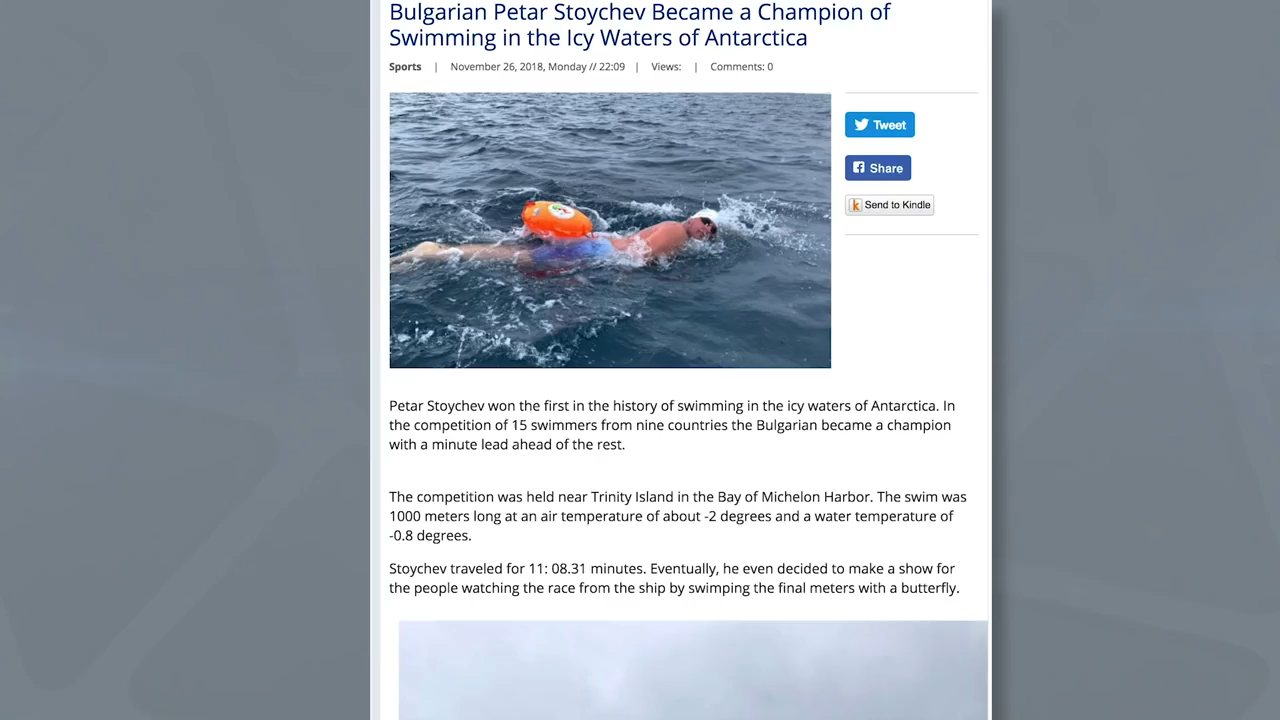 Bulgarian Petar Stoychev Became a Champion of
Swimming in the Icy Waters of Antarctica
Sports | November 26, 2018, Monday // 22:09 | Views: | Comments: 0
Tweet
Share
Send to Kindle
Petar Stoychev won the first in the history of swimming in the icy waters of Antarctica. In
the competition of 15 swimmers from nine countries the Bulgarian became a champion
with a minute lead ahead of the rest.
The competition was held near Trinity Island in the Bay of Michelon Harbor. The swim was
1000 meters long at an air temperature of about -2 degrees and a water temperature of
-0.8 degrees.
Stoychev traveled for 11: 08.31 minutes. Eventually, he even decided to make a show for
the people watching the race from the ship by swimping the final meters with a butterfly.